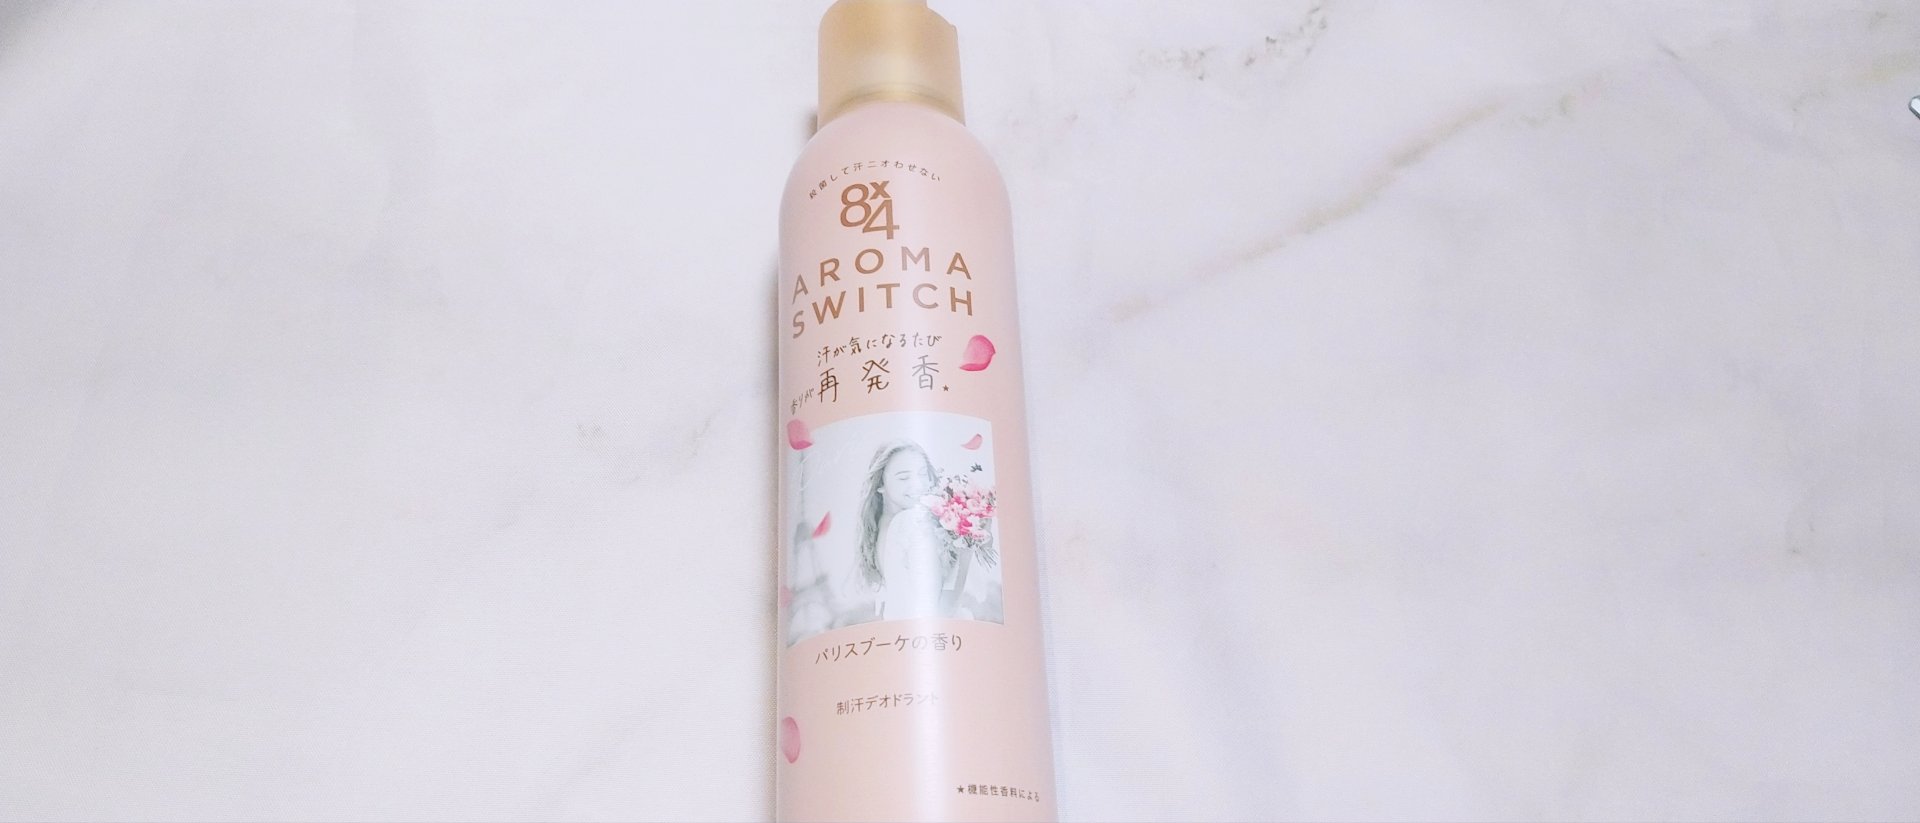 殺菌して汗ニオわせない
8x4
AROMA
SWITCH
汗が気になるたび
香りが再発香★
パリスブーケの香り
制汗デオドラント
★機能性香料による